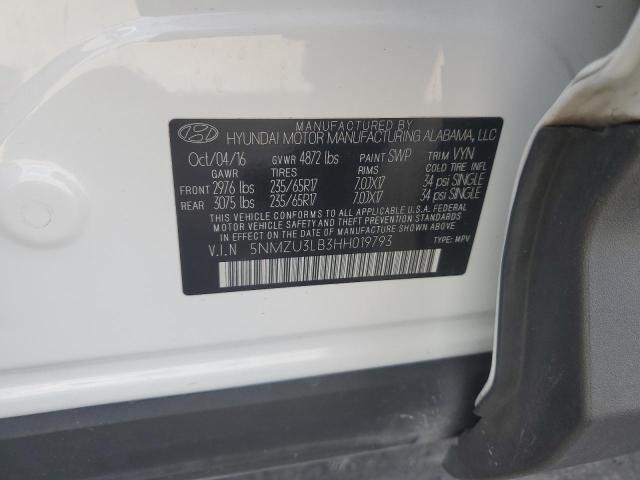 MANUFACTURED BY
HYUNDAI MOTOR MANUFACTURING ALABAMA, LLC
Oct/04/16 GVWR 4872 lbs PAINT SWP TRIM VYN
GAWR TIRES RIMS COLD TIRE INFL
FRONT 2976 lbs 235/65R17 7.0JX17 34 psi SINGLE
REAR 3075 lbs 235/65R17 7.0JX17 34 psi SINGLE
THIS VEHICLE CONFORMS TO ALL APPLICABLE U.S.A. FEDERAL
MOTOR VEHICLE SAFETY AND THEFT PREVENTION STANDARDS
IN EFFECT ON THE DATE OF MANUFACTURE SHOWN ABOVE.
V.I.N 5NMZU3LB3HH019793 TYPE: MPV